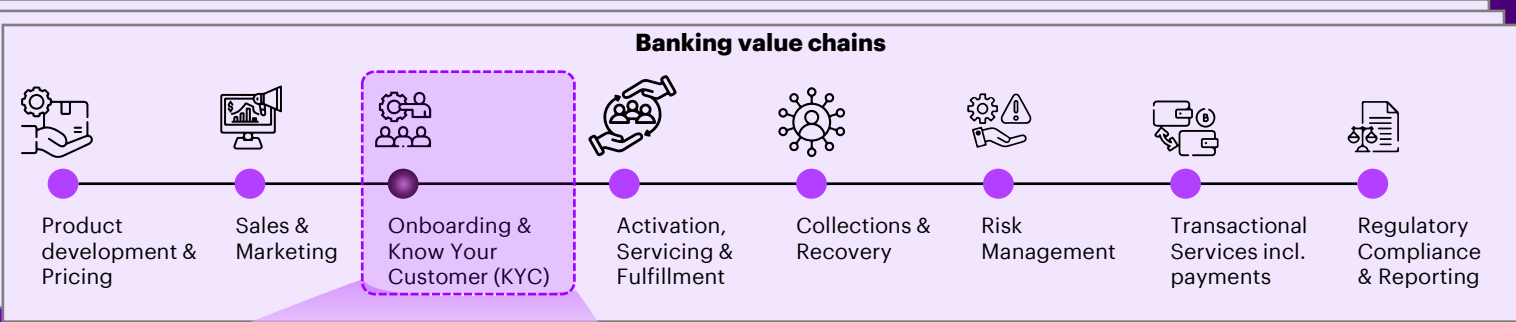 Banking value chains
Product
development &
Pricing
Sales &
Marketing
Onboarding &
Know Your
Customer (KYC)
Activation,
Servicing &
Fulfillment
Collections &
Recovery
Risk
Management
Transactional
Services incl.
payments
Regulatory
Compliance
& Reporting